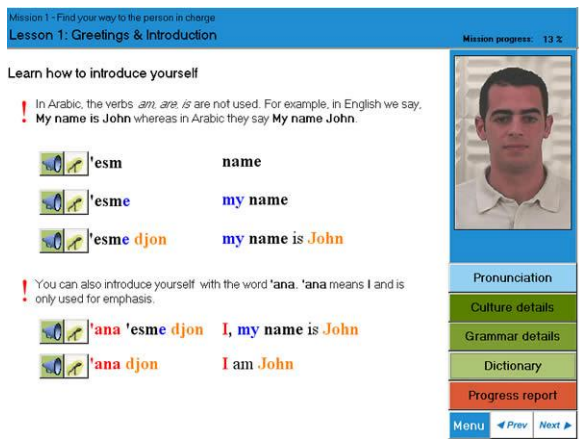 Mission 1 - Find your way to the person in charge
Lesson 1: Greetings & Introduction
Mission progress: 13 %
Learn how to introduce yourself
! In Arabic, the verbs am, are, is are not used. For example, in English we say,
My name is John whereas in Arabic they say My name John.
'esm name
'esme my name
'esme djon my name is John
! You can also introduce yourself with the word 'ana. 'ana means I and is
only used for emphasis.
'ana 'esme djon I, my name is John
'ana djon I am John
Pronunciation
Culture details
Grammar details
Dictionary
Progress report
Menu Prev Next